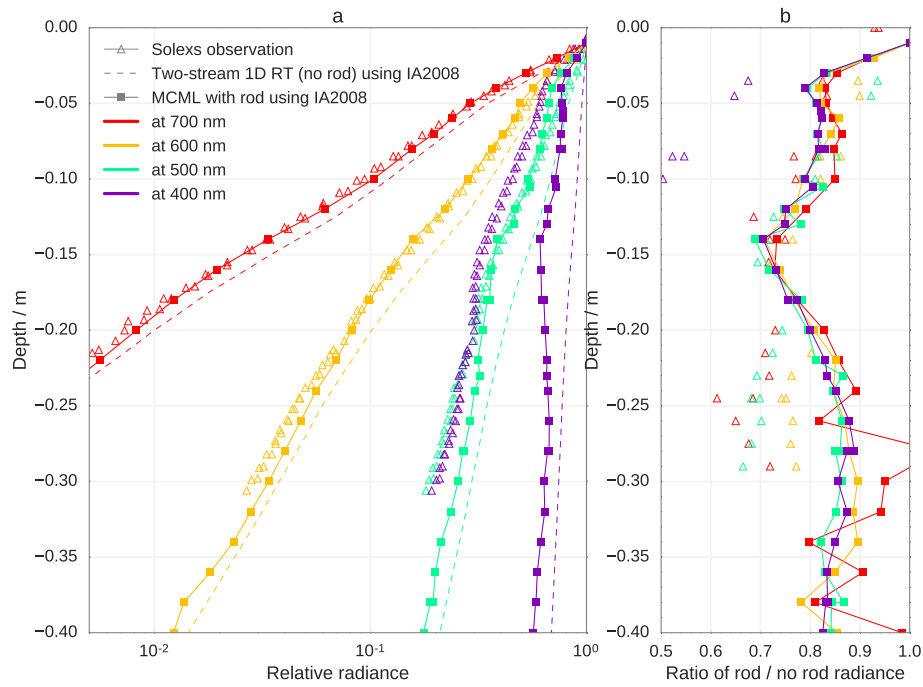 a
b
Solexs observation
Two-stream 1D RT (no rod) using IA2008
MCML with rod using IA2008
at 700 nm
at 600 nm
at 500 nm
at 400 nm
0.00
−0.05
−0.10
−0.15
−0.20
−0.25
−0.30
−0.35
−0.40
Depth / m
10⁻² 10⁻¹ 10⁰
Relative radiance
0.00
−0.05
−0.10
−0.15
−0.20
−0.25
−0.30
−0.35
−0.40
Depth / m
0.5 0.6 0.7 0.8 0.9 1.0
Ratio of rod / no rod radiance